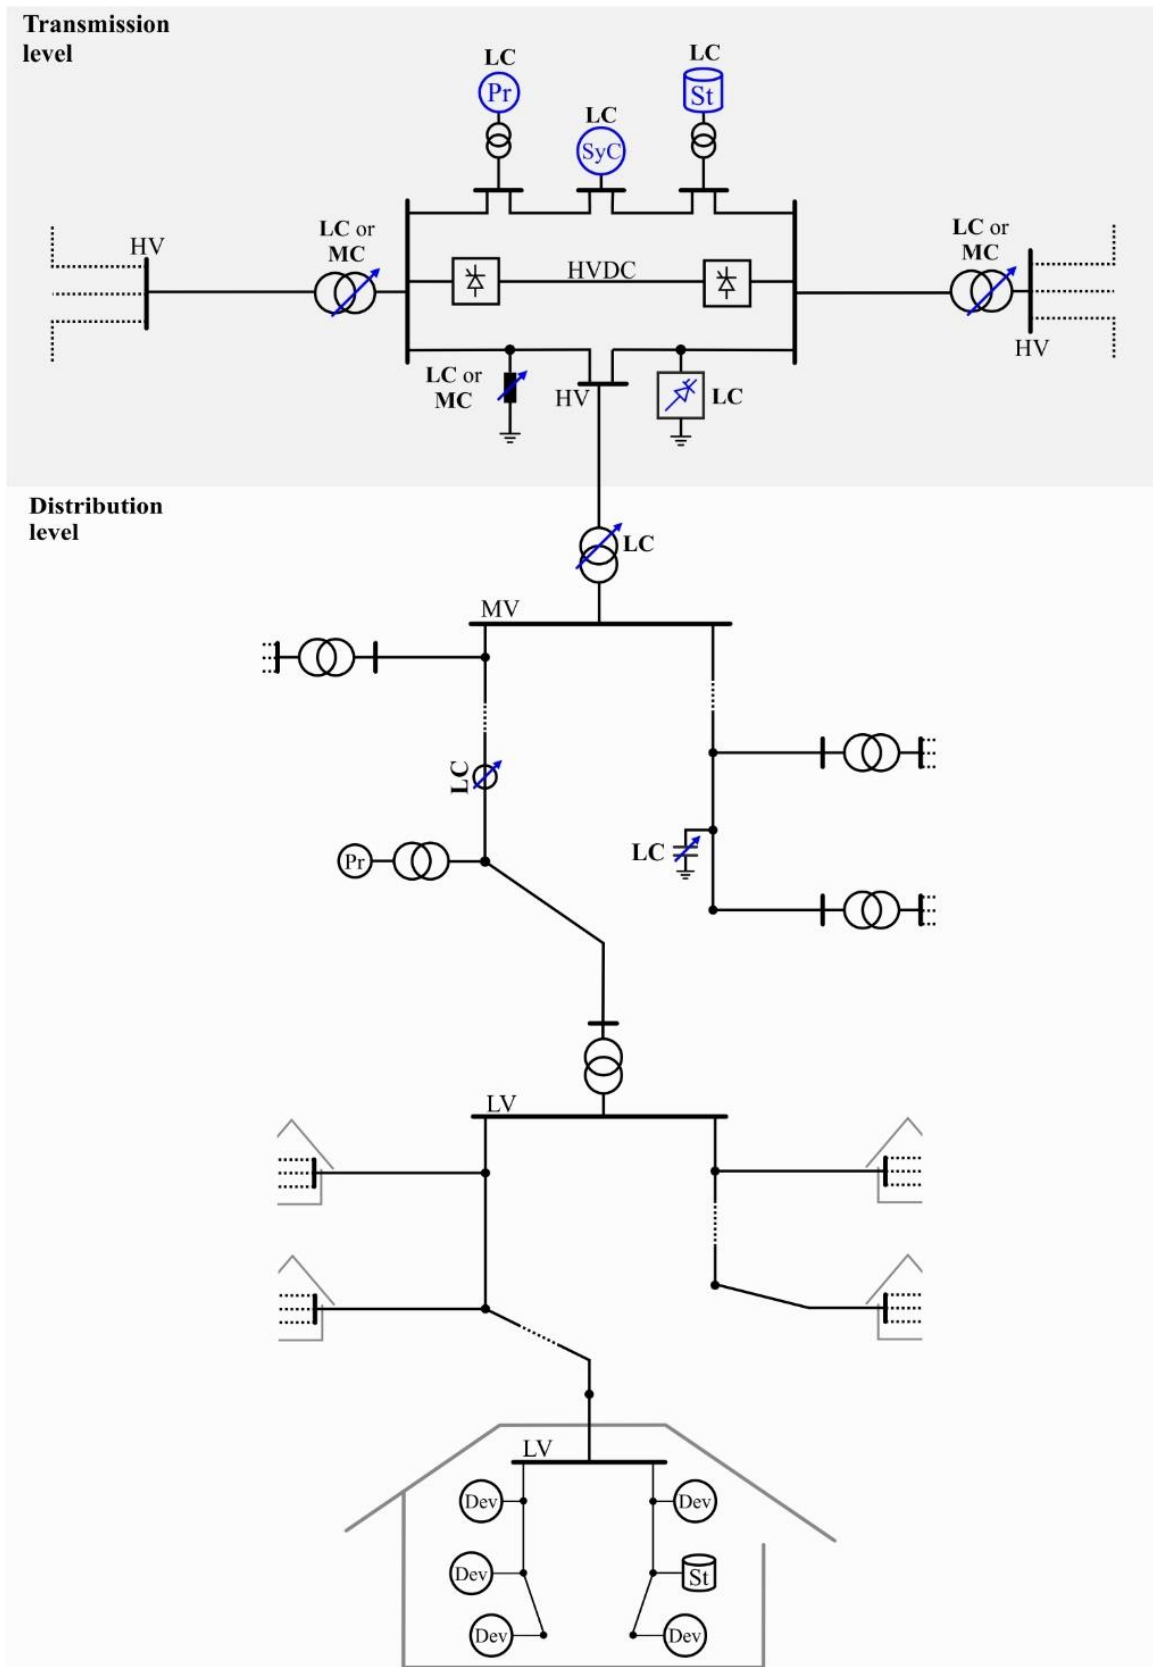 Transmission
level
LC
Pr
LC
SyC
LC
St
HV
LC or
MC
HVDC
LC or
MC
HV
LC or
MC
HV
LC
Distribution
level
LC
MV
LC
Pr
LC
LV
LV
Dev
Dev
Dev
St
Dev
Dev